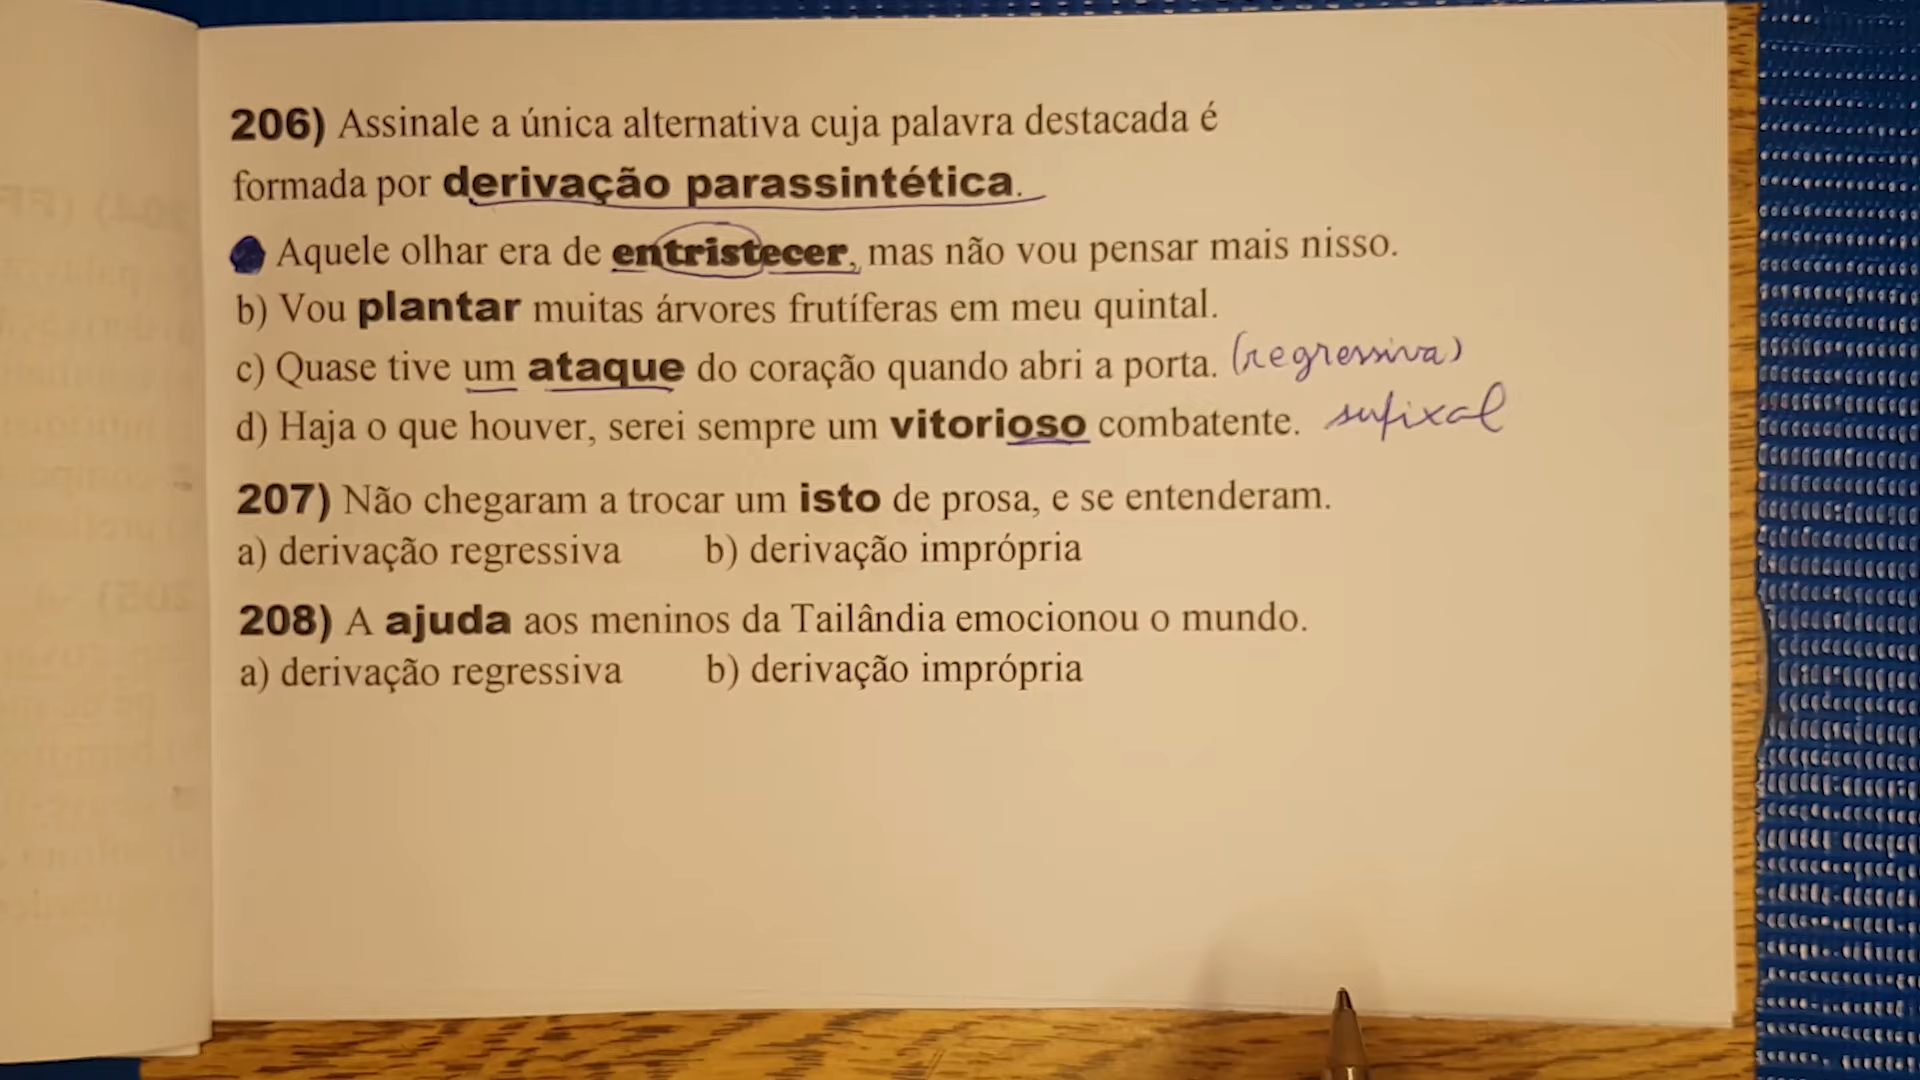 206) Assinale a única alternativa cuja palavra destacada é
formada por derivação parassintética.
Aquele olhar era de entristecer, mas não vou pensar mais nisso.
b) Vou plantar muitas árvores frutíferas em meu quintal.
c) Quase tive um ataque do coração quando abri a porta. (regressiva)
d) Haja o que houver, serei sempre um vitorioso combatente. sufixal
207) Não chegaram a trocar um isto de prosa, e se entenderam.
a) derivação regressiva b) derivação imprópria
208) A ajuda aos meninos da Tailândia emocionou o mundo.
a) derivação regressiva b) derivação imprópria